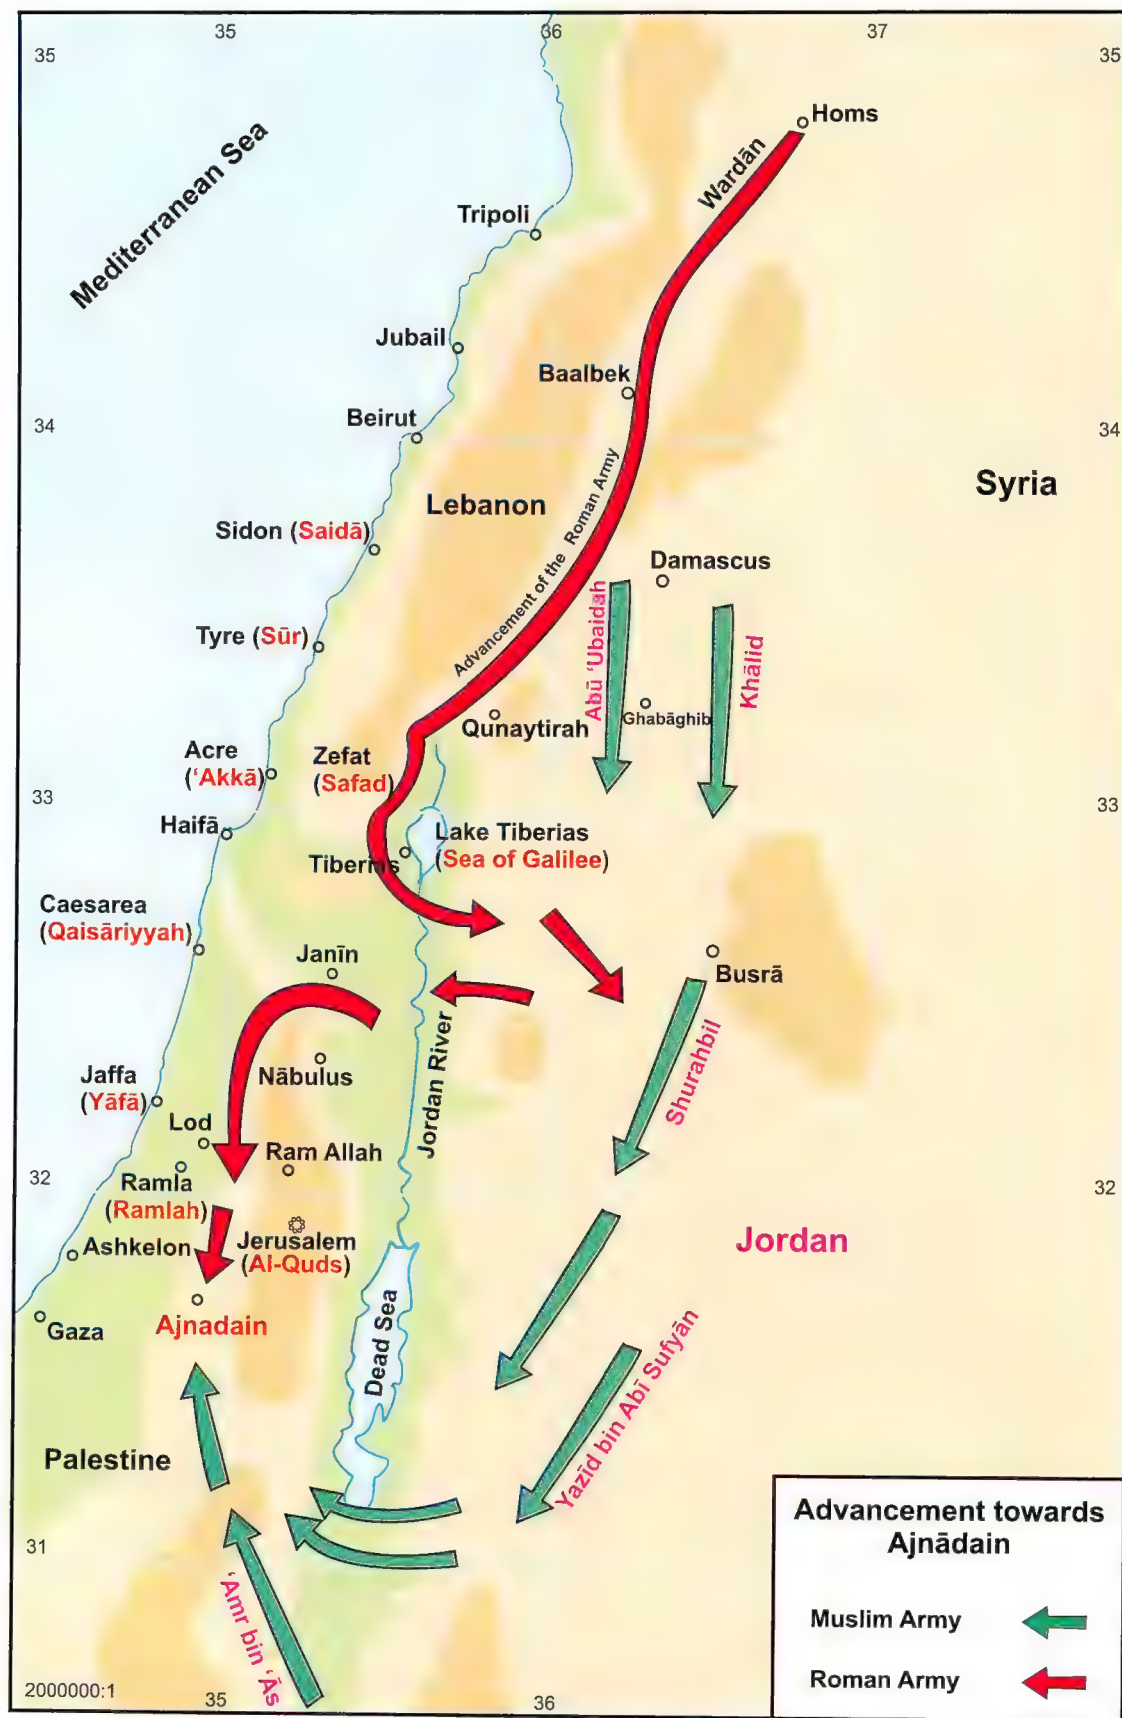 35
36
37
35
35
Homs
Mediterranean Sea
Wardān
Tripoli
Jubail
Baalbek
Beirut
34
34
Advancement of the Roman Army
Syria
Lebanon
Sidon (Saidā)
Damascus
Abū ‘Ubaidah
Khālid
Tyre (Sūr)
Ghabāghib
Qunaytirah
Acre
(‘Akkā)
Zefat
(Safad)
33
33
Haifā
Lake Tiberias
(Sea of Galilee)
Tiberias
Caesarea
(Qaisāriyyah)
Janīn
Busrā
Jordan River
Shurahbil
Nābulus
Jaffa
(Yāfā)
Lod
Ram Allah
32
32
Ramla
(Ramlah)
Ashkelon
Jerusalem
(Al-Quds)
Jordan
Gaza
Ajnadain
Dead Sea
Yazīd bin Abī Sufyān
Palestine
31
‘Amr bin ‘Ās
Advancement towards
Ajnādain
Muslim Army
Roman Army
2000000:1
35
36